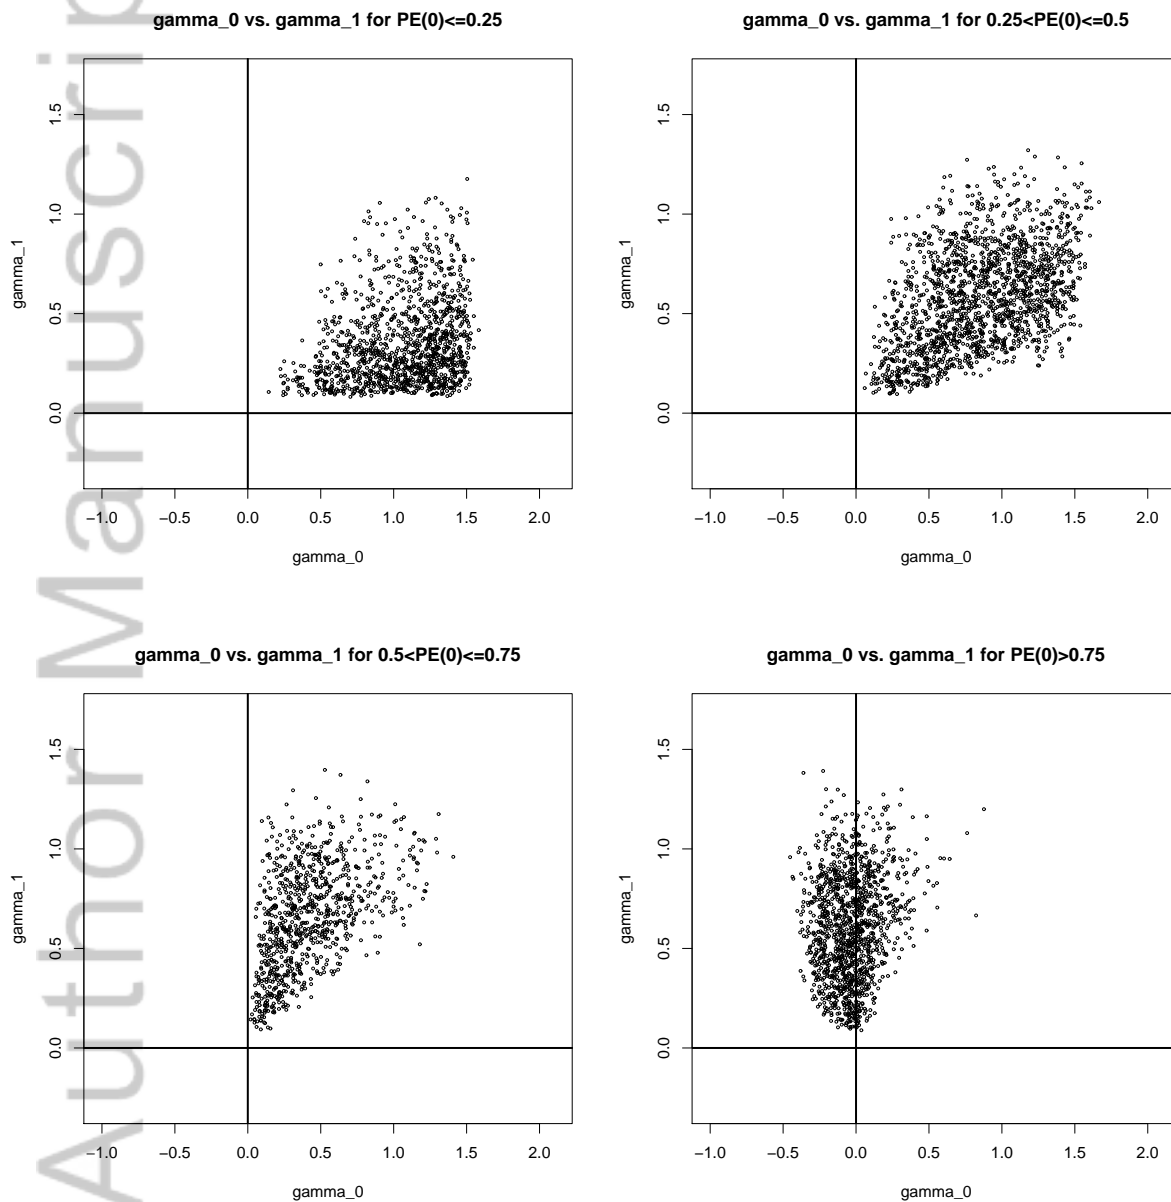 Author Manuscrip
gamma_0 vs. gamma_1 for PE(0)<=0.25
gamma_1
0.0 0.5 1.0 1.5
−1.0 −0.5 0.0 0.5 1.0 1.5 2.0
gamma_0
gamma_0 vs. gamma_1 for 0.25<PE(0)<=0.5
gamma_1
0.0 0.5 1.0 1.5
−1.0 −0.5 0.0 0.5 1.0 1.5 2.0
gamma_0
gamma_0 vs. gamma_1 for 0.5<PE(0)<=0.75
gamma_1
0.0 0.5 1.0 1.5
−1.0 −0.5 0.0 0.5 1.0 1.5 2.0
gamma_0
gamma_0 vs. gamma_1 for PE(0)>0.75
gamma_1
0.0 0.5 1.0 1.5
−1.0 −0.5 0.0 0.5 1.0 1.5 2.0
gamma_0